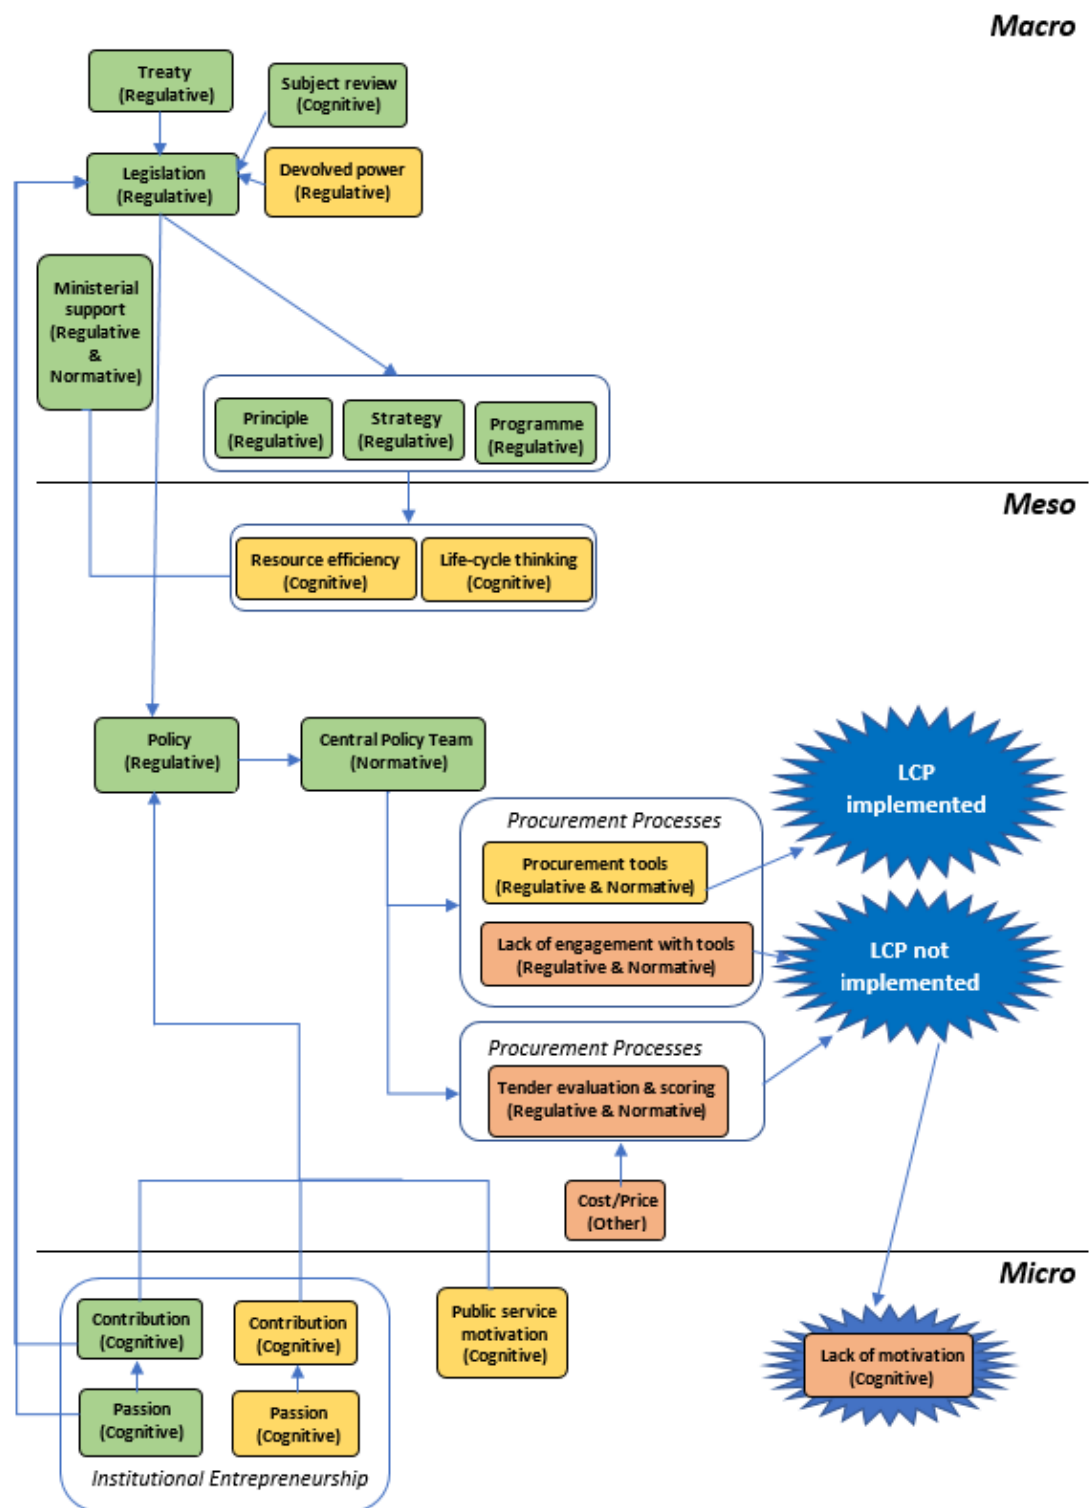 Macro
Treaty
(Regulative)
Subject review
(Cognitive)
Legislation
(Regulative)
Devolved power
(Regulative)
Ministerial
support
(Regulative
&
Normative)
Principle
(Regulative)
Strategy
(Regulative)
Programme
(Regulative)
Meso
Resource efficiency
(Cognitive)
Life-cycle thinking
(Cognitive)
Policy
(Regulative)
Central Policy Team
(Normative)
LCP
implemented
Procurement Processes
Procurement tools
(Regulative & Normative)
Lack of engagement with tools
(Regulative & Normative)
LCP not
implemented
Procurement Processes
Tender evaluation & scoring
(Regulative & Normative)
Cost/Price
(Other)
Micro
Contribution
(Cognitive)
Contribution
(Cognitive)
Public service
motivation
(Cognitive)
Lack of motivation
(Cognitive)
Passion
(Cognitive)
Passion
(Cognitive)
Institutional Entrepreneurship